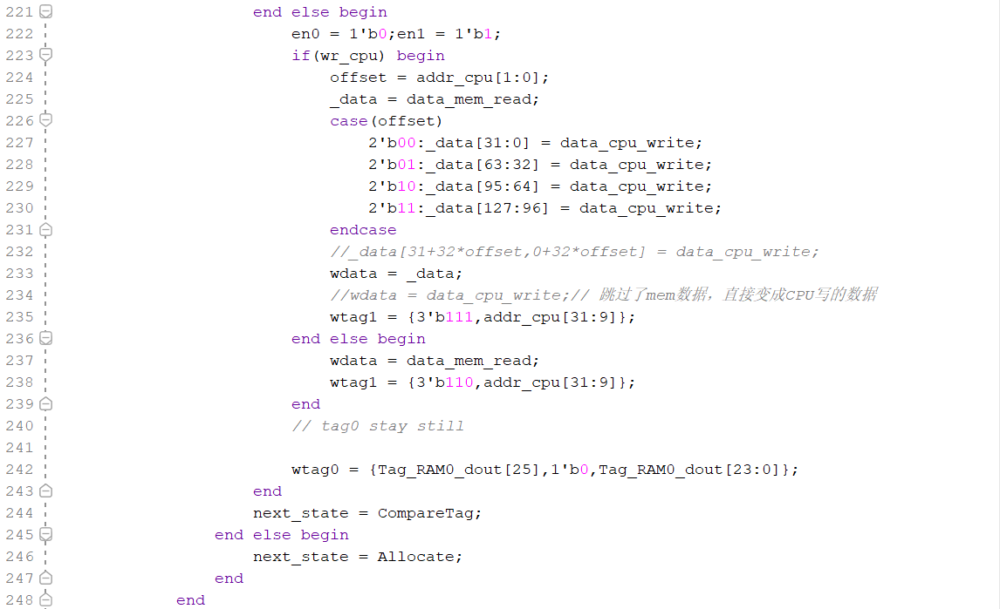 221 end else begin
222 en0 = 1'b0;en1 = 1'b1;
223 if(wr_cpu) begin
224 offset = addr_cpu[1:0];
225 _data = data_mem_read;
226 case(offset)
227 2'b00:_data[31:0] = data_cpu_write;
228 2'b01:_data[63:32] = data_cpu_write;
229 2'b10:_data[95:64] = data_cpu_write;
230 2'b11:_data[127:96] = data_cpu_write;
231 endcase
232 //_data[31+32*offset,0+32*offset] = data_cpu_write;
233 wdata = _data;
234 //wdata = data_cpu_write;// 跳过了mem数据，直接变成CPU写的数据
235 wtag1 = {3'b111,addr_cpu[31:9]};
236 end else begin
237 wdata = data_mem_read;
238 wtag1 = {3'b110,addr_cpu[31:9]};
239 end
240 // tag0 stay still
241
242 wtag0 = {Tag_RAM0_dout[25],1'b0,Tag_RAM0_dout[23:0]};
243 end
244 next_state = CompareTag;
245 end else begin
246 next_state = Allocate;
247 end
248 end